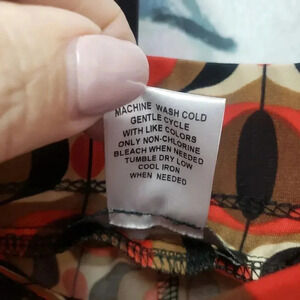 MACHINE WASH COLD
GENTLE CYCLE
WITH LIKE COLORS
ONLY NON-CHLORINE
BLEACH WHEN NEEDED
TUMBLE DRY LOW
COOL IRON
WHEN NEEDED